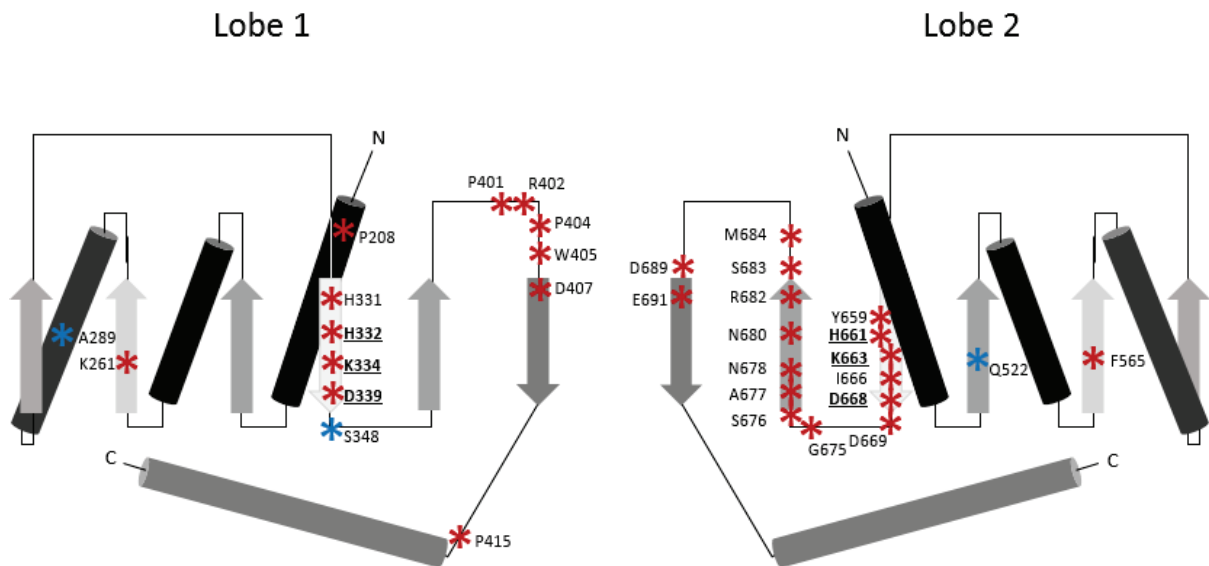 Lobe 1
Lobe 2
N
P401
R402
P404
W405
D407
P208
H331
H332
K334
D339
S348
A289
K261
C
P415
N
M684
D689
S683
E691
R682
Y659
N680
H661
K663
N678
I666
A677
D668
S676
D669
G675
Q522
F565
C